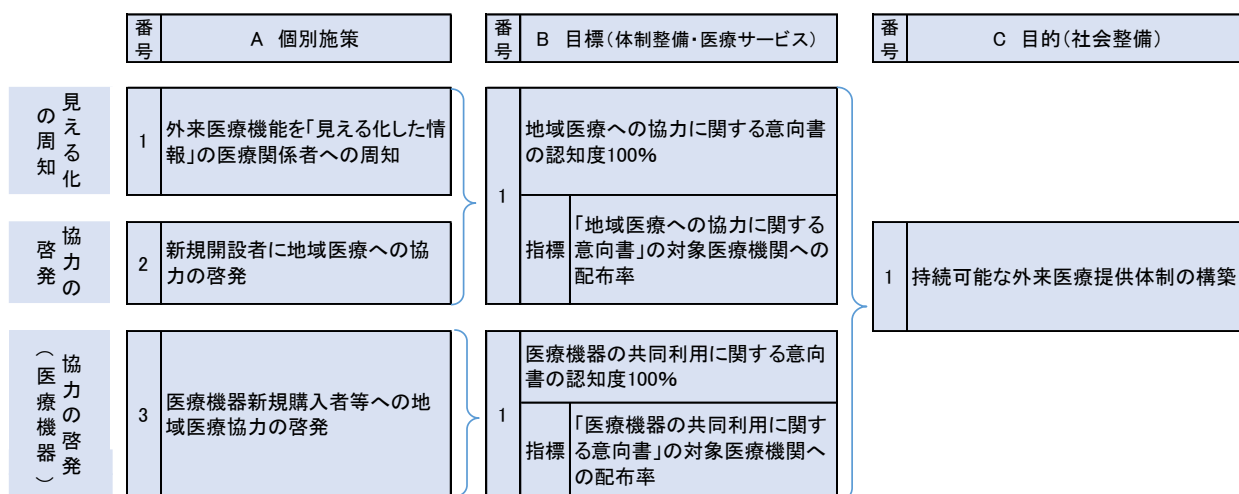 番号
A 個別施策
番号
B 目標(体制整備・医療サービス)
番号
C 目的(社会整備)
見える化
の周知
1
外来医療機能を「見える化した情
報」の医療関係者への周知
協力の
啓発
2
新規開設者に地域医療への協
力の啓発
1
地域医療への協力に関する意向書
の認知度100%
指標
「地域医療への協力に関する
意向書」の対象医療機関への
配布率
協力の啓発
(医療機器)
3
医療機器新規購入者等への地
域医療協力の啓発
1
医療機器の共同利用に関する意向
書の認知度100%
指標
「医療機器の共同利用に関す
る意向書」の対象医療機関へ
の配布率
1
持続可能な外来医療提供体制の構築